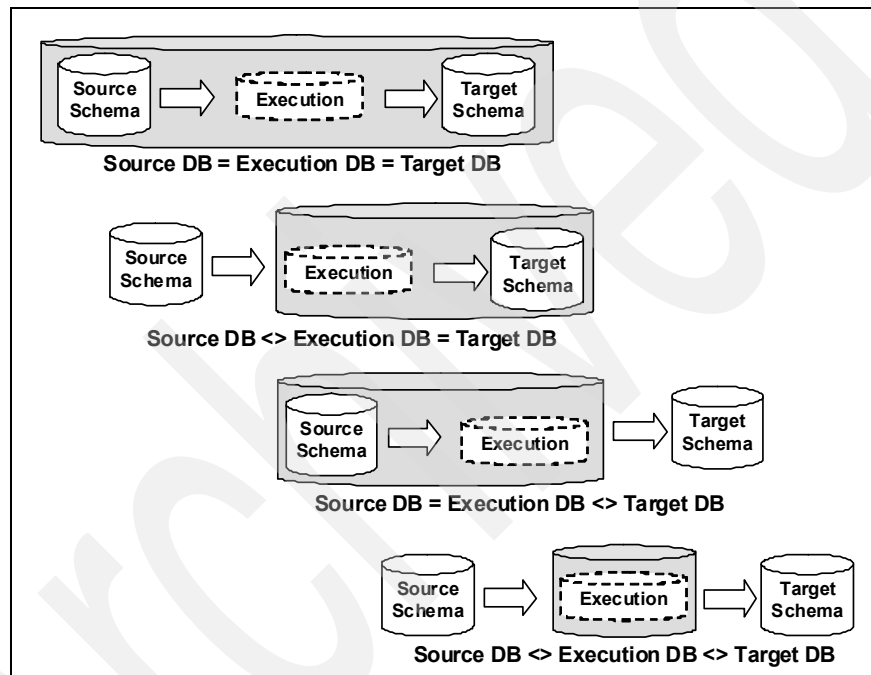 Source
Schema
Execution
Target
Schema
Source DB = Execution DB = Target DB
Source
Schema
Execution
Target
Schema
Source DB <> Execution DB = Target DB
Source
Schema
Execution
Target
Schema
Source DB = Execution DB <> Target DB
Source
Schema
Execution
Target
Schema
Source DB <> Execution DB <> Target DB